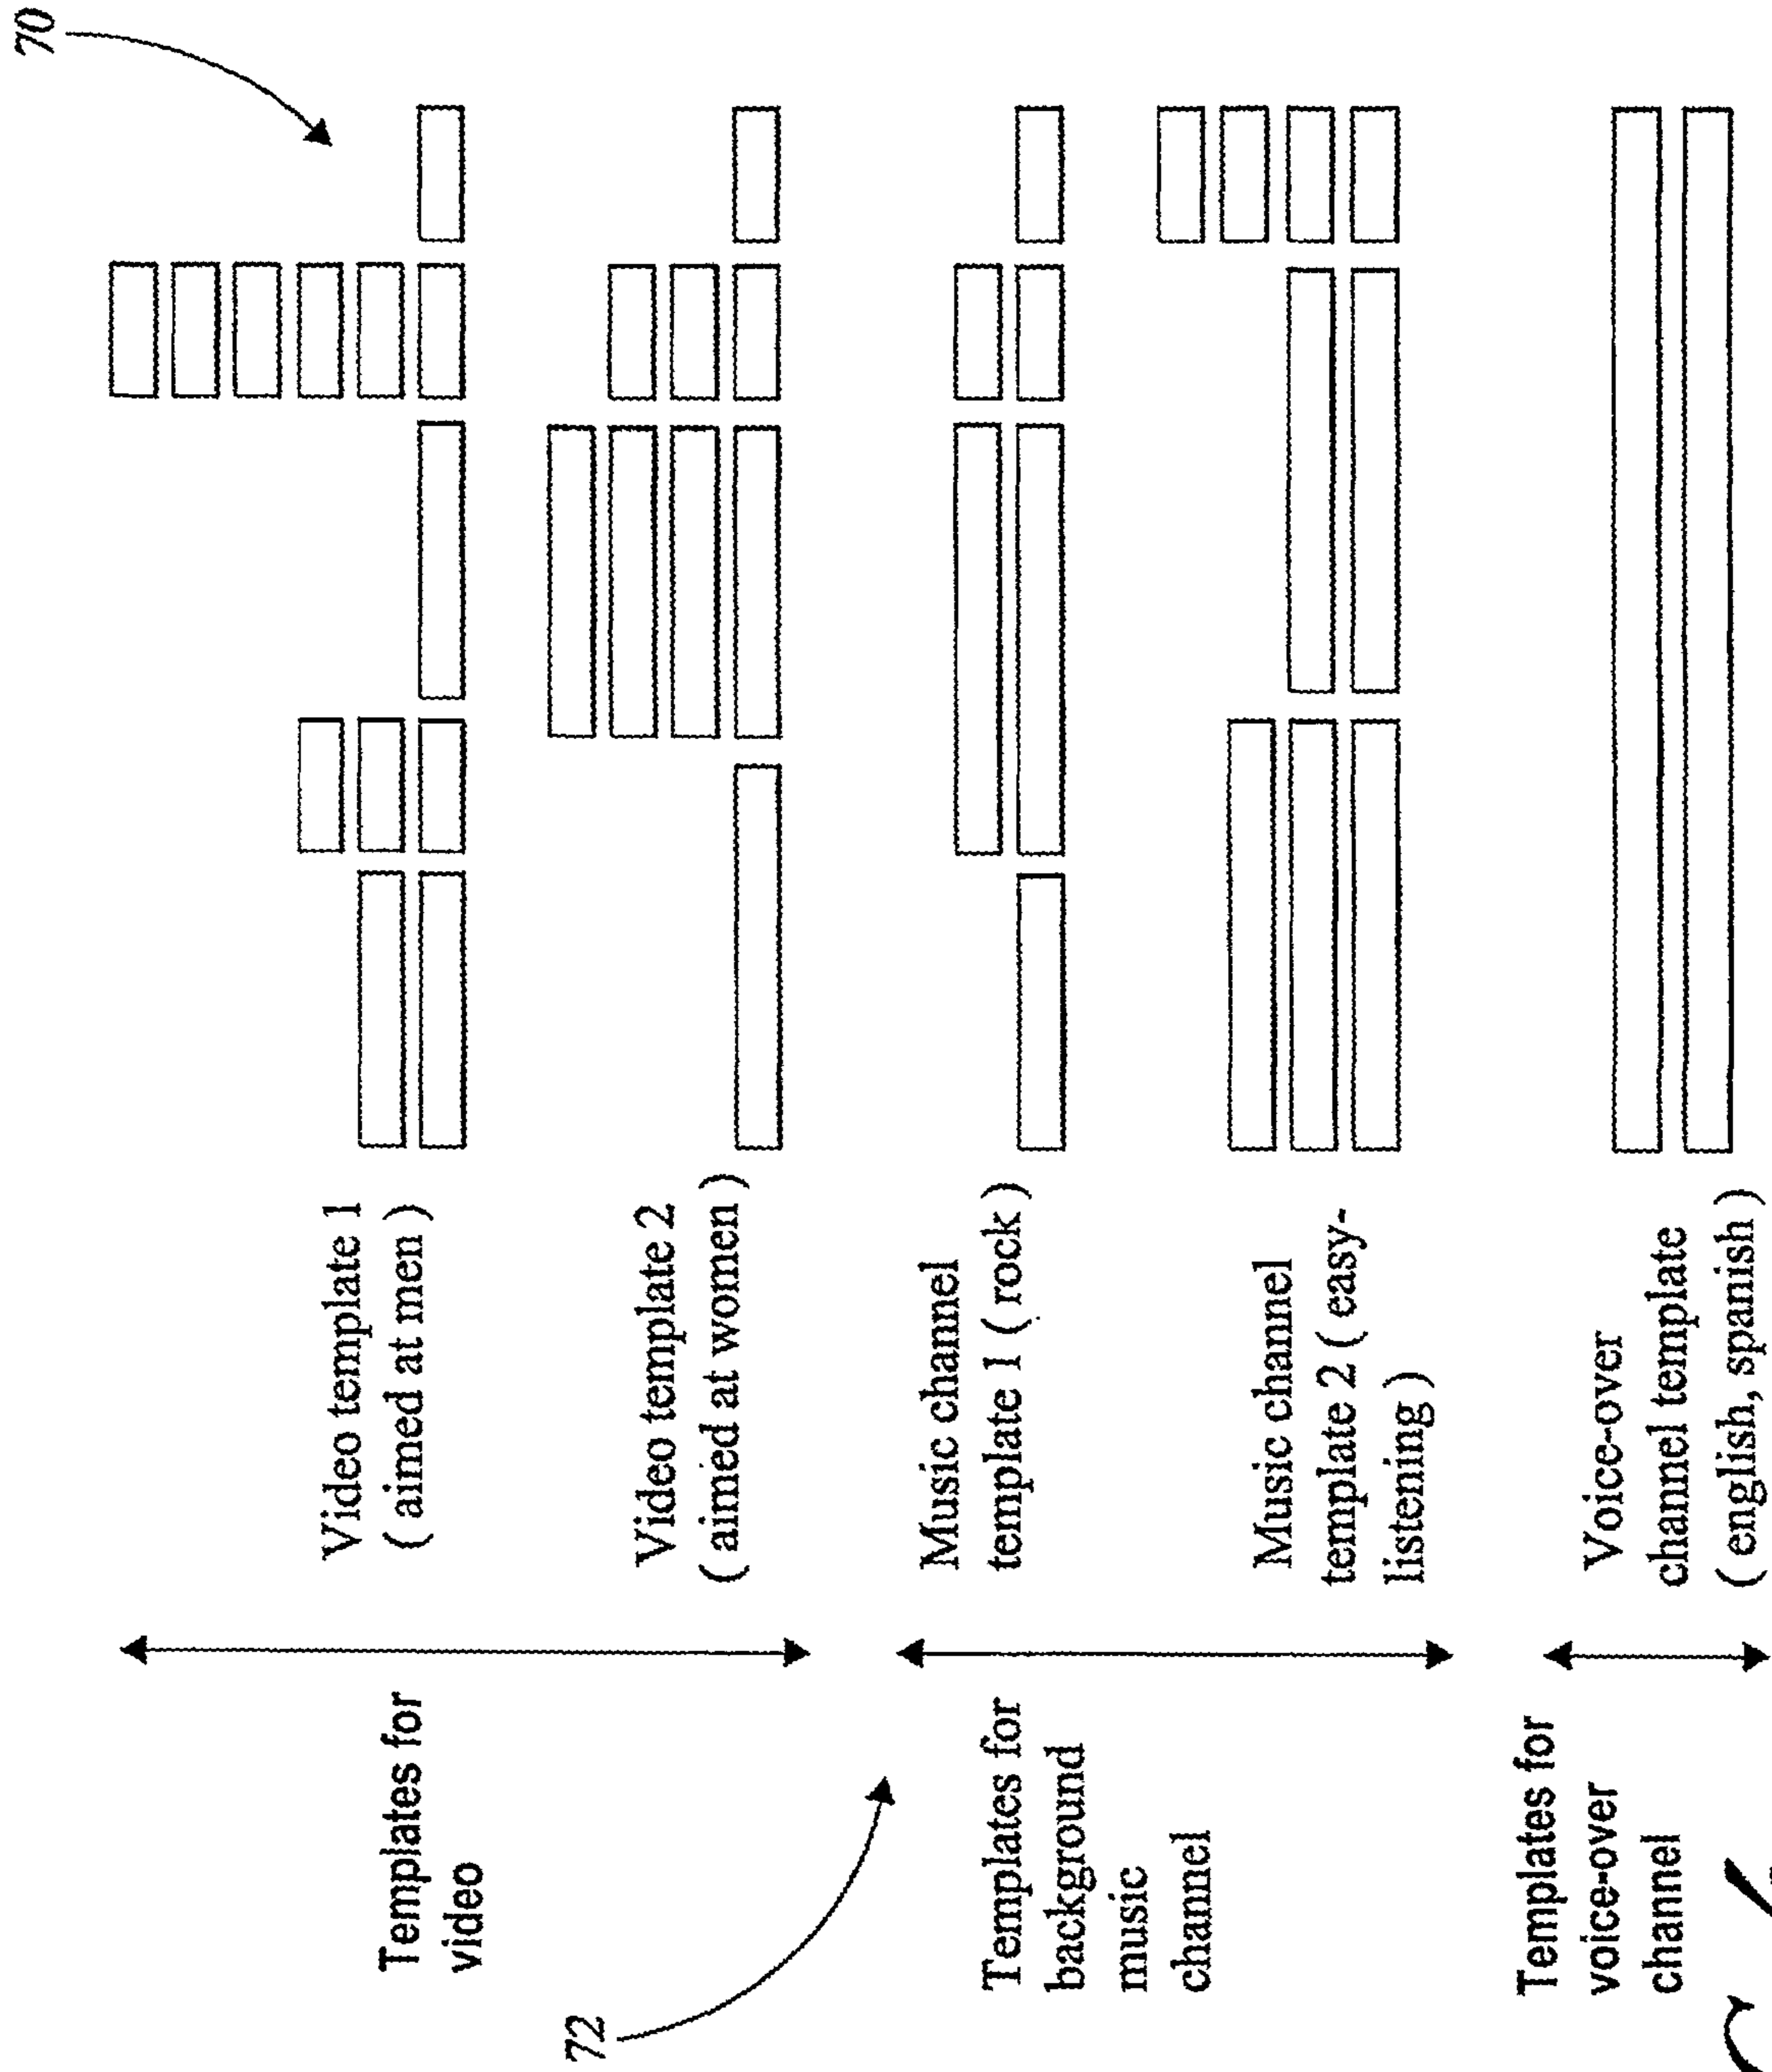 70
Templates for
video
Video template 1
( aimed at men )
Video template 2
( aimed at women )
72
Templates for
background
music
channel
Music channel
template 1 ( rock )
Music channel
template 2 ( easy-
listening )
Templates for
voice-over
channel
Voice-over
channel template
( english, spanish )